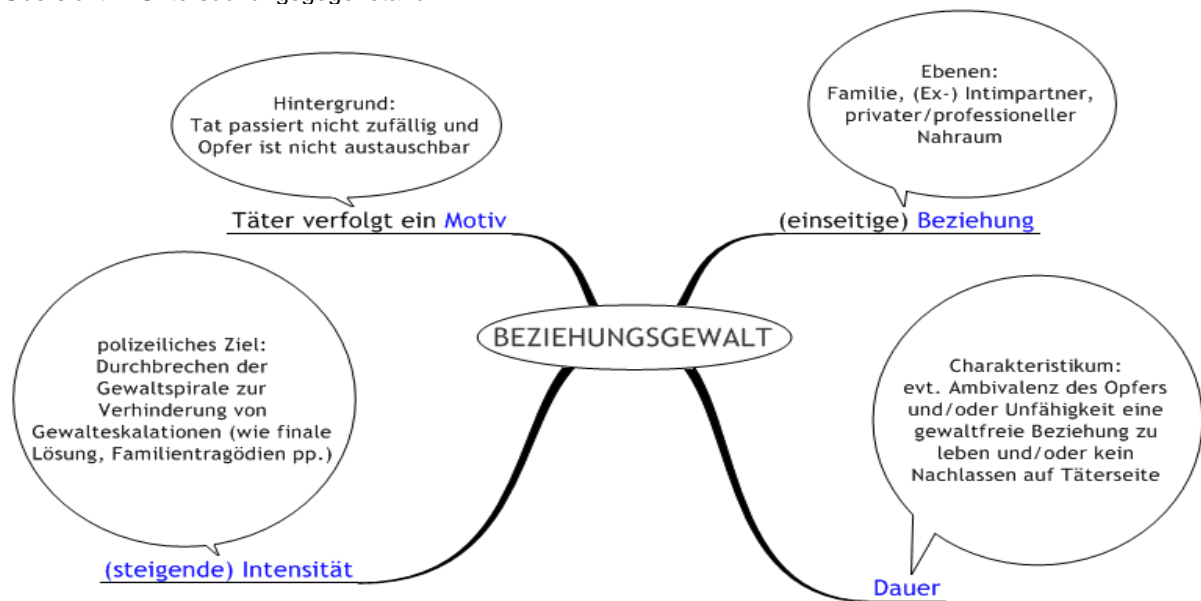 Hintergrund:
Tat passiert nicht zufällig und
Opfer ist nicht austauschbar
Täter verfolgt ein Motiv
Ebenen:
Familie, (Ex-) Intimpartner,
privater/professioneller
Nahraum
(einseitige) Beziehung
BEZIEHUNGSGEWALT
polizeiliches Ziel:
Durchbrechen der
Gewaltspirale zur
Verhinderung von
Gewalteskalationen (wie finale
Lösung, Familientragödien pp.)
(steigende) Intensität
Charakteristikum:
evt. Ambivalenz des Opfers
und/oder Unfähigkeit eine
gewaltfreie Beziehung zu
leben und/oder kein
Nachlassen auf Täterseite
Dauer